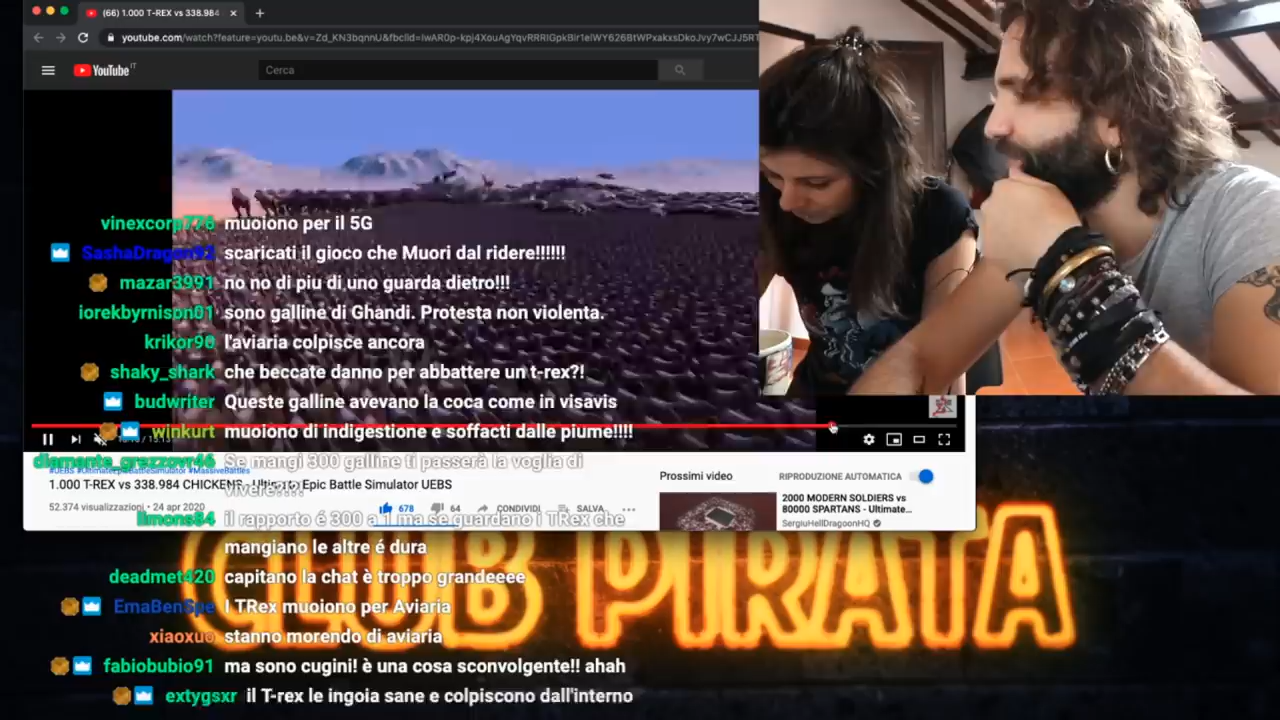 (66) 1.000 T-REX vs 338.984
youtube.com/watch?feature=youtu.be&v=Zd_KN3bqnnU&fbclid=
YouTube IT
Cerca
vinexcorp776 muoiono per il 5G
SashaDragon92 scaricati il gioco che Muori dal ridere!!!!!!
mazar3991 no no di piu di uno guarda dietro!!!
iorekbyrnison01 sono galline di Ghandi. Protesta non violenta.
krikor90 l'aviaria colpisce ancora
shaky_shark che beccate danno per abbattere un t-rex?!
budwriter Queste galline avevano la coca come in visavis
winkurt muoiono di indigestione e soffacti dalle piume!!!!
diamante_grezzovr46 Se mangi 300 galline ti passerà la voglia di
vivere!!!!
#UEBS #UltimateEpicBattleSimulator #MassiveBattles
1.000 T-REX vs 338.984 CHICKENS - Ultimate Epic Battle Simulator UEBS
52.374 visualizzazioni • 24 apr 2020
678
64
CONDIVIDI
SALVA
Prossimi video
RIPRODUZIONE AUTOMATICA
2000 MODERN SOLDIERS vs
80000 SPARTANS - Ultimate...
SergiuHellDragoonHQ
limons84 il rapporto é 300 a 1 ma se guardano i TRex che
mangiano le altre é dura
deadmet420 capitano la chat è troppo grandeeee
EmaBenSpe I TRex muoiono per Aviaria
xiaoxuo stanno morendo di aviaria
fabiobubio91 ma sono cugini! è una cosa sconvolgente!! ahah
extygsxr il T-rex le ingoia sane e colpiscono dall'interno
CLUB PIRATA